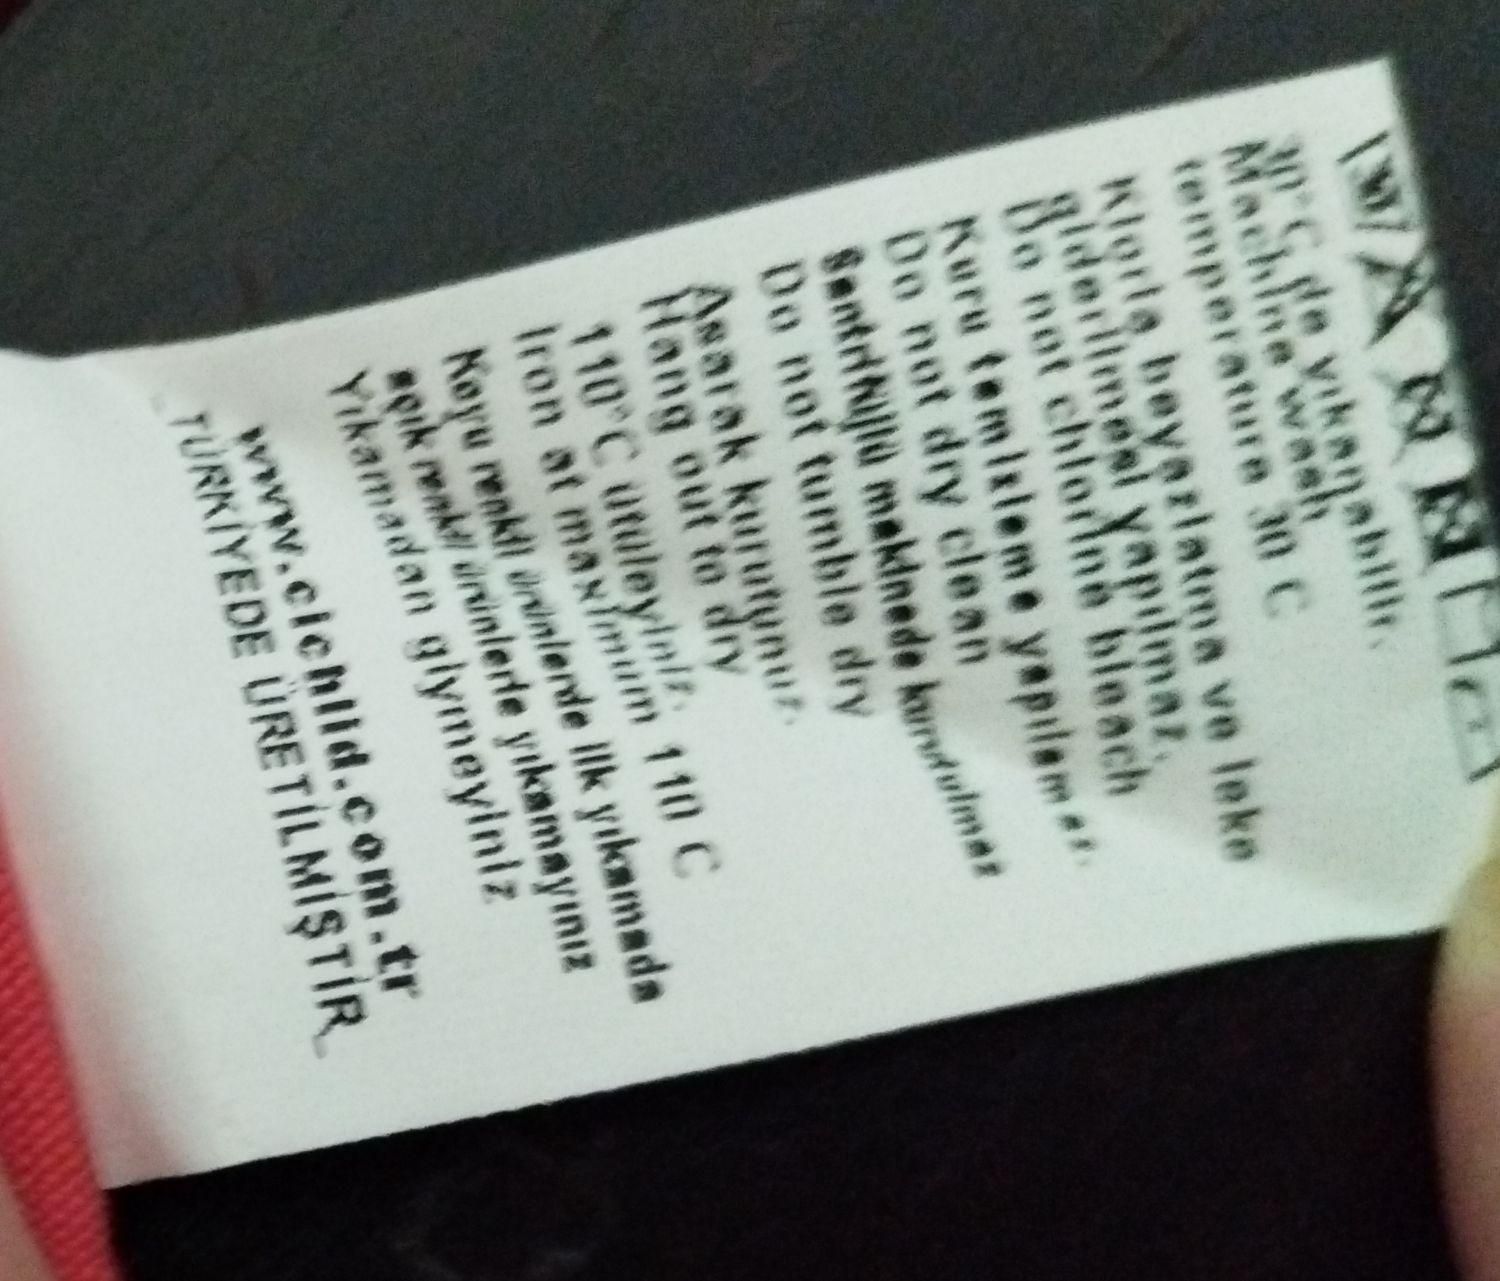 30°C de yıkanabilir.
Machine wash
temperature 30 C
Klorla beyazlatma ve leke
giderilmesi yapılmaz.
Do not chlorine bleach
Kuru temizleme yapılamaz.
Do not dry clean
Santrifüjlü makinede kurutulmaz
Do not tumble dry
Asarak kurutunuz.
Hang out to dry
110°C ütüleyiniz.
Iron at maximum 110 C
Koyu renkli ürünlerde ilk yıkamada
açık renkli ürünlerle yıkamayınız
Yıkamadan giymeyiniz
www.cichild.com.tr
TÜRKİYEDE ÜRETİLMİŞTİR